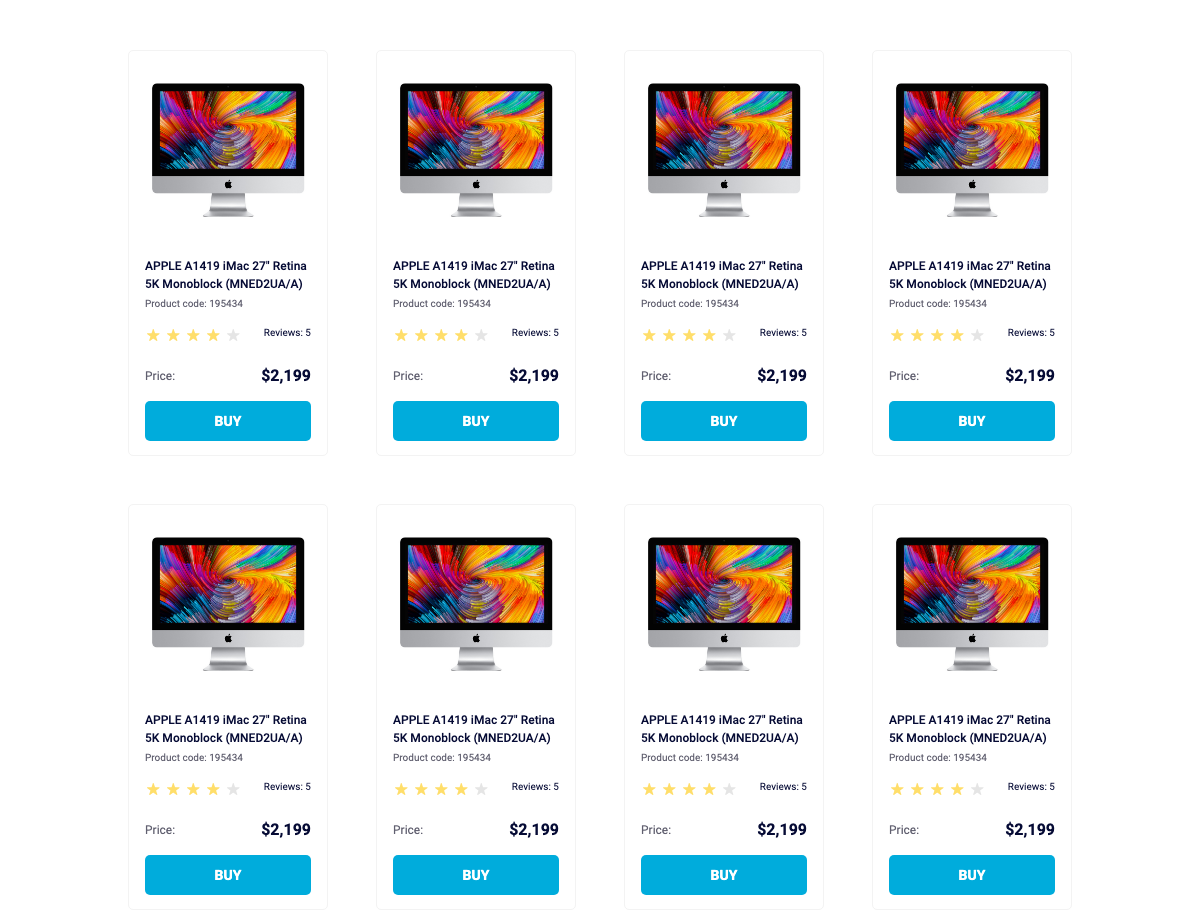 APPLE A1419 iMac 27" Retina
5K Monoblock (MNED2UA/A)
Product code: 195434
Reviews: 5
Price:
$2,199
BUY
APPLE A1419 iMac 27" Retina
5K Monoblock (MNED2UA/A)
Product code: 195434
Reviews: 5
Price:
$2,199
BUY
APPLE A1419 iMac 27" Retina
5K Monoblock (MNED2UA/A)
Product code: 195434
Reviews: 5
Price:
$2,199
BUY
APPLE A1419 iMac 27" Retina
5K Monoblock (MNED2UA/A)
Product code: 195434
Reviews: 5
Price:
$2,199
BUY
APPLE A1419 iMac 27" Retina
5K Monoblock (MNED2UA/A)
Product code: 195434
Reviews: 5
Price:
$2,199
BUY
APPLE A1419 iMac 27" Retina
5K Monoblock (MNED2UA/A)
Product code: 195434
Reviews: 5
Price:
$2,199
BUY
APPLE A1419 iMac 27" Retina
5K Monoblock (MNED2UA/A)
Product code: 195434
Reviews: 5
Price:
$2,199
BUY
APPLE A1419 iMac 27" Retina
5K Monoblock (MNED2UA/A)
Product code: 195434
Reviews: 5
Price:
$2,199
BUY